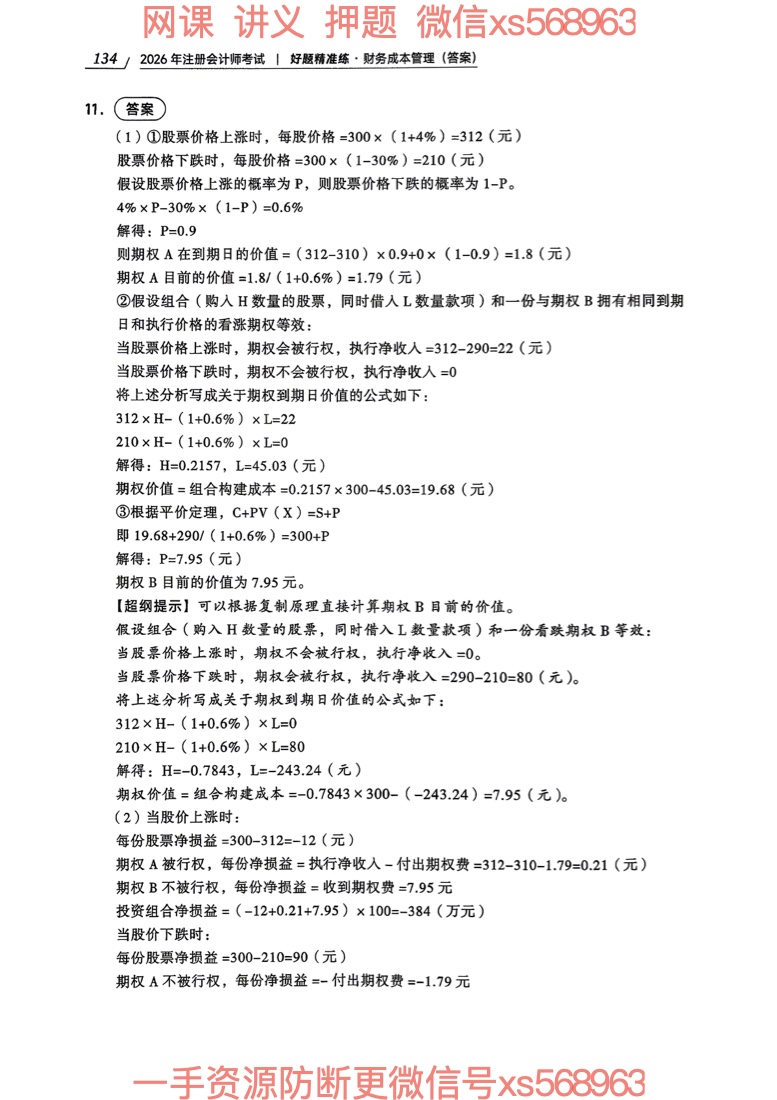 网课 讲义 押题 微信xs568963
134 / 2026年注册会计师考试 | 好题精准练·财务成本管理（答案）
11. 答案
（1）①股票价格上涨时，每股价格=300×（1+4%）=312（元）
股票价格下跌时，每股价格=300×（1-30%）=210（元）
假设股票价格上涨的概率为P，则股票价格下跌的概率为1-P。
4%×P-30%×（1-P）=0.6%
解得：P=0.9
则期权A在到期日的价值=（312-310）×0.9+0×（1-0.9）=1.8（元）
期权A目前的价值=1.8/（1+0.6%）=1.79（元）
②假设组合（购入H数量的股票，同时借入L数量款项）和一份与期权B拥有相同到期
日和执行价格的看涨期权等效：
当股票价格上涨时，期权会被行权，执行净收入=312-290=22（元）
当股票价格下跌时，期权不会被行权，执行净收入=0
将上述分析写成关于期权到期日价值的公式如下：
312×H-（1+0.6%）×L=22
210×H-（1+0.6%）×L=0
解得：H=0.2157，L=45.03（元）
期权价值=组合构建成本=0.2157×300-45.03=19.68（元）
③根据平价定理，C+PV（X）=S+P
即19.68+290/（1+0.6%）=300+P
解得：P=7.95（元）
期权B目前的价值为7.95元。
【超纲提示】可以根据复制原理直接计算期权B目前的价值。
假设组合（购入H数量的股票，同时借入L数量款项）和一份看跌期权B等效：
当股票价格上涨时，期权不会被行权，执行净收入=0。
当股票价格下跌时，期权会被行权，执行净收入=290-210=80（元）。
将上述分析写成关于期权到期日价值的公式如下：
312×H-（1+0.6%）×L=0
210×H-（1+0.6%）×L=80
解得：H=-0.7843，L=-243.24（元）
期权价值=组合构建成本=-0.7843×300-（-243.24）=7.95（元）。
（2）当股价上涨时：
每份股票净损益=300-312=-12（元）
期权A被行权，每份净损益=执行净收入-付出期权费=312-310-1.79=0.21（元）
期权B不被行权，每份净损益=收到期权费=7.95元
投资组合净损益=（-12+0.21+7.95）×100=-384（万元）
当股价下跌时：
每份股票净损益=300-210=90（元）
期权A不被行权，每份净损益=-付出期权费=-1.79元
一手资源防断更微信号xs568963